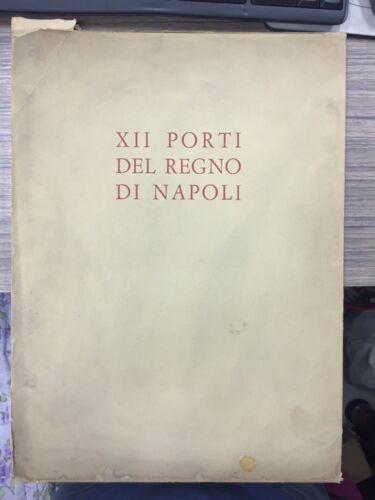 XII PORTI
DEL REGNO
DI NAPOLI